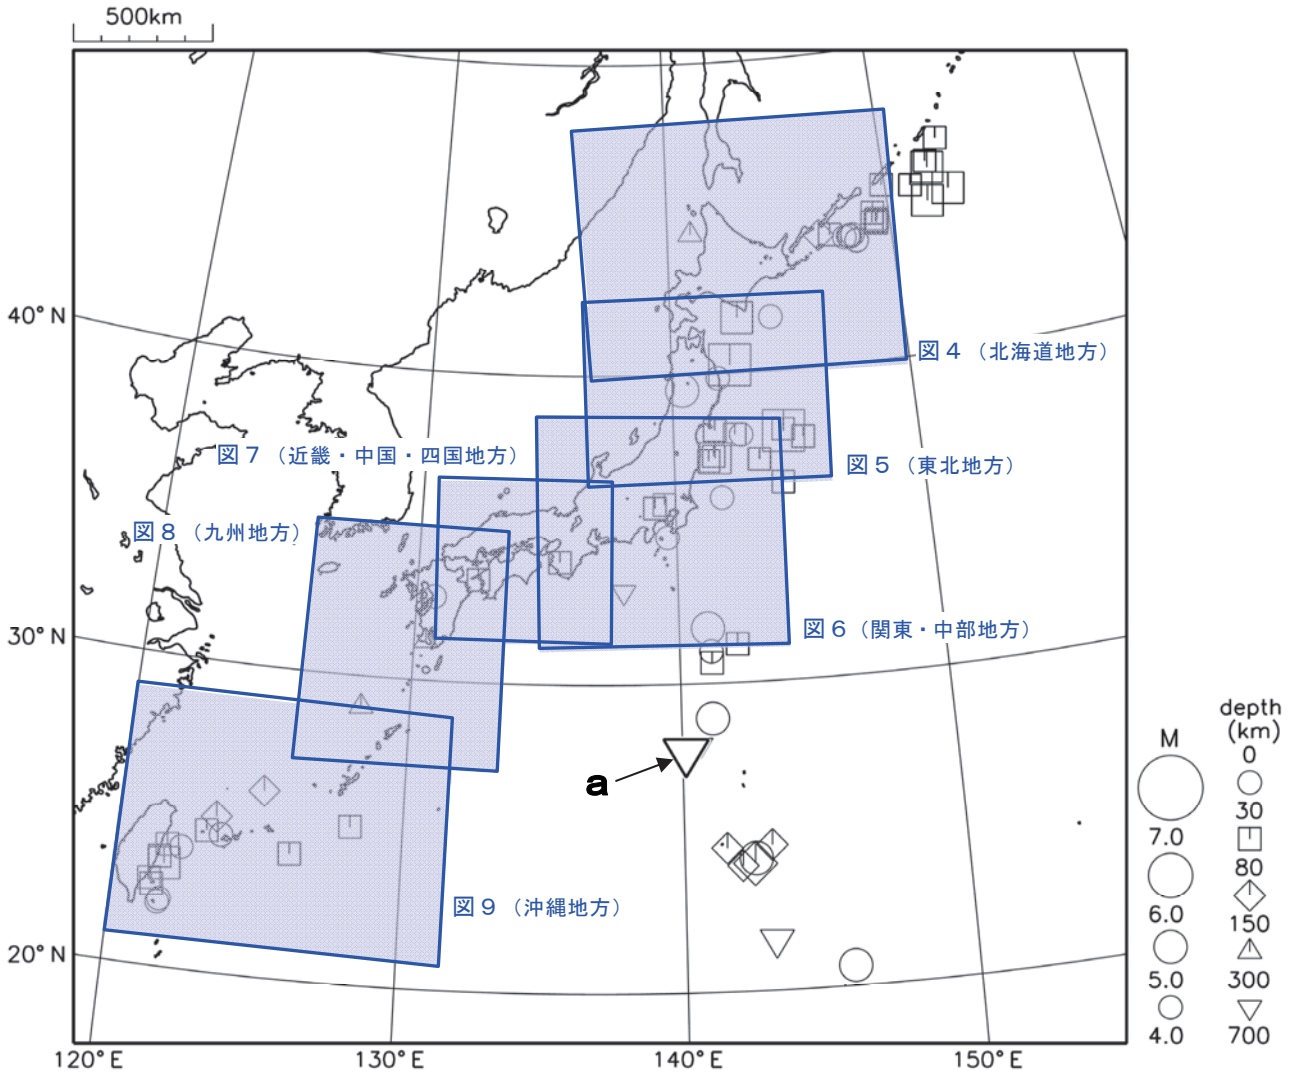 500km
40°N
図4（北海道地方）
図7（近畿・中国・四国地方）
図5（東北地方）
図8（九州地方）
30°N
図6（関東・中部地方）
a
図9（沖縄地方）
20°N
120°E
130°E
140°E
150°E
M
7.0
6.0
5.0
4.0
depth
(km)
0
30
80
150
300
700